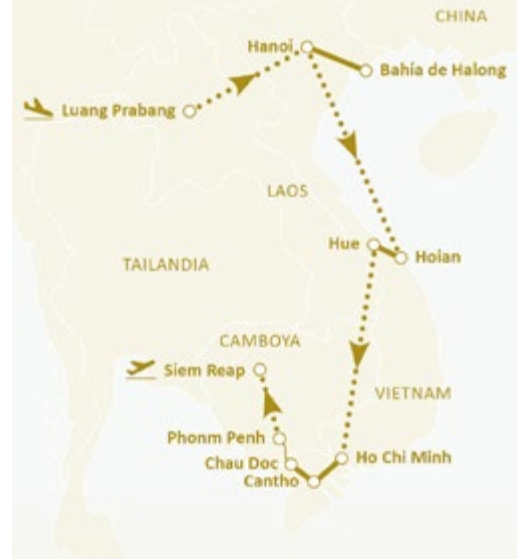 CHINA
Hanoi
Bahía de Halong
Luang Prabang
LAOS
Hue
Hoian
TAILANDIA
CAMBOYA
Siem Reap
VIETNAM
Phonm Penh
Ho Chi Minh
Chau Doc
Cantho